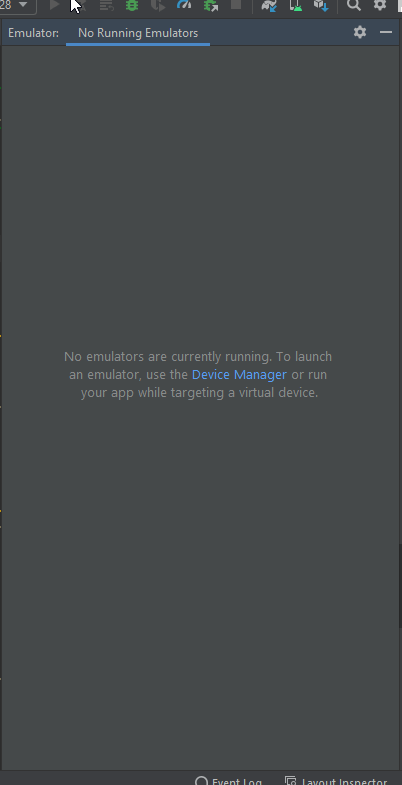 28
Emulator: No Running Emulators
No emulators are currently running. To launch
an emulator, use the Device Manager or run
your app while targeting a virtual device.
Event Log Layout Inspector